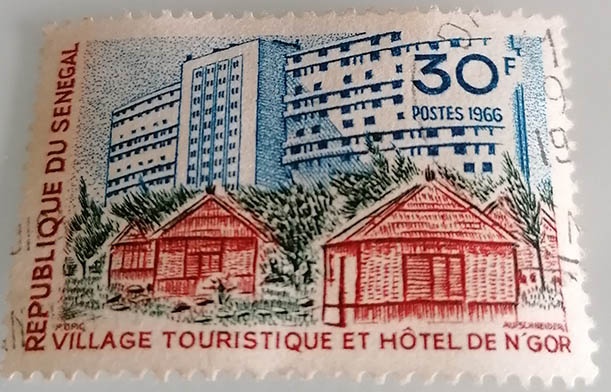 REPUBLIQUE DU SENEGAL
30F
POSTES 1966
VILLAGE TOURISTIQUE ET HÔTEL DE N'GOR